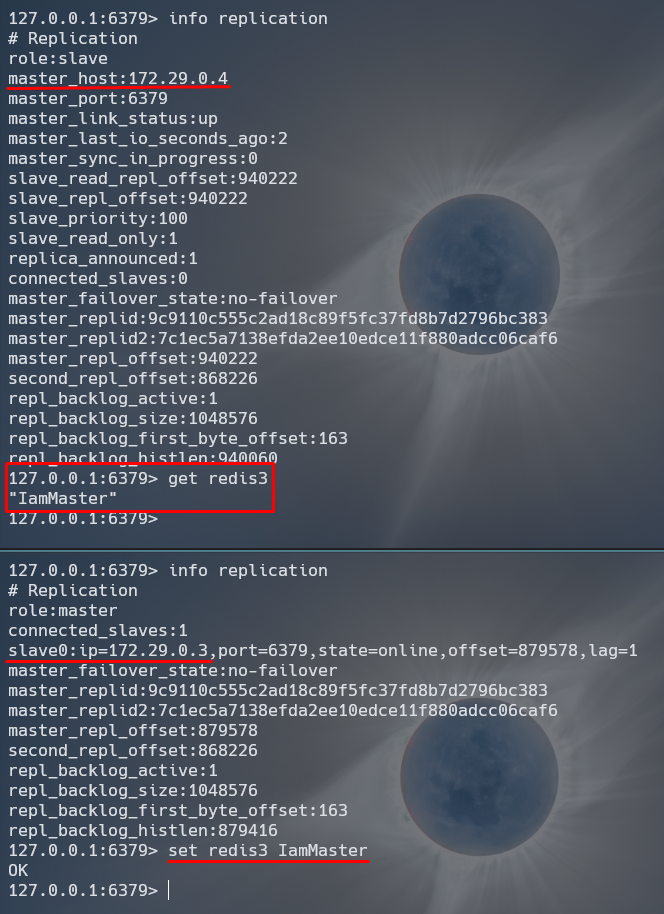 127.0.0.1:6379> info replication
# Replication
role:slave
master_host:172.29.0.4
master_port:6379
master_link_status:up
master_last_io_seconds_ago:2
master_sync_in_progress:0
slave_read_repl_offset:940222
slave_repl_offset:940222
slave_priority:100
slave_read_only:1
replica_announced:1
connected_slaves:0
master_failover_state:no-failover
master_replid:9c9110c555c2ad18c89f5fc37fd8b7d2796bc383
master_replid2:7c1ec5a7138efda2ee10edce11f880adcc06caf6
master_repl_offset:940222
second_repl_offset:868226
repl_backlog_active:1
repl_backlog_size:1048576
repl_backlog_first_byte_offset:163
repl_backlog_histlen:940060
127.0.0.1:6379> get redis3
"IamMaster"
127.0.0.1:6379>
127.0.0.1:6379> info replication
# Replication
role:master
connected_slaves:1
slave0:ip=172.29.0.3,port=6379,state=online,offset=879578,lag=1
master_failover_state:no-failover
master_replid:9c9110c555c2ad18c89f5fc37fd8b7d2796bc383
master_replid2:7c1ec5a7138efda2ee10edce11f880adcc06caf6
master_repl_offset:879578
second_repl_offset:868226
repl_backlog_active:1
repl_backlog_size:1048576
repl_backlog_first_byte_offset:163
repl_backlog_histlen:879416
127.0.0.1:6379> set redis3 IamMaster
OK
127.0.0.1:6379>